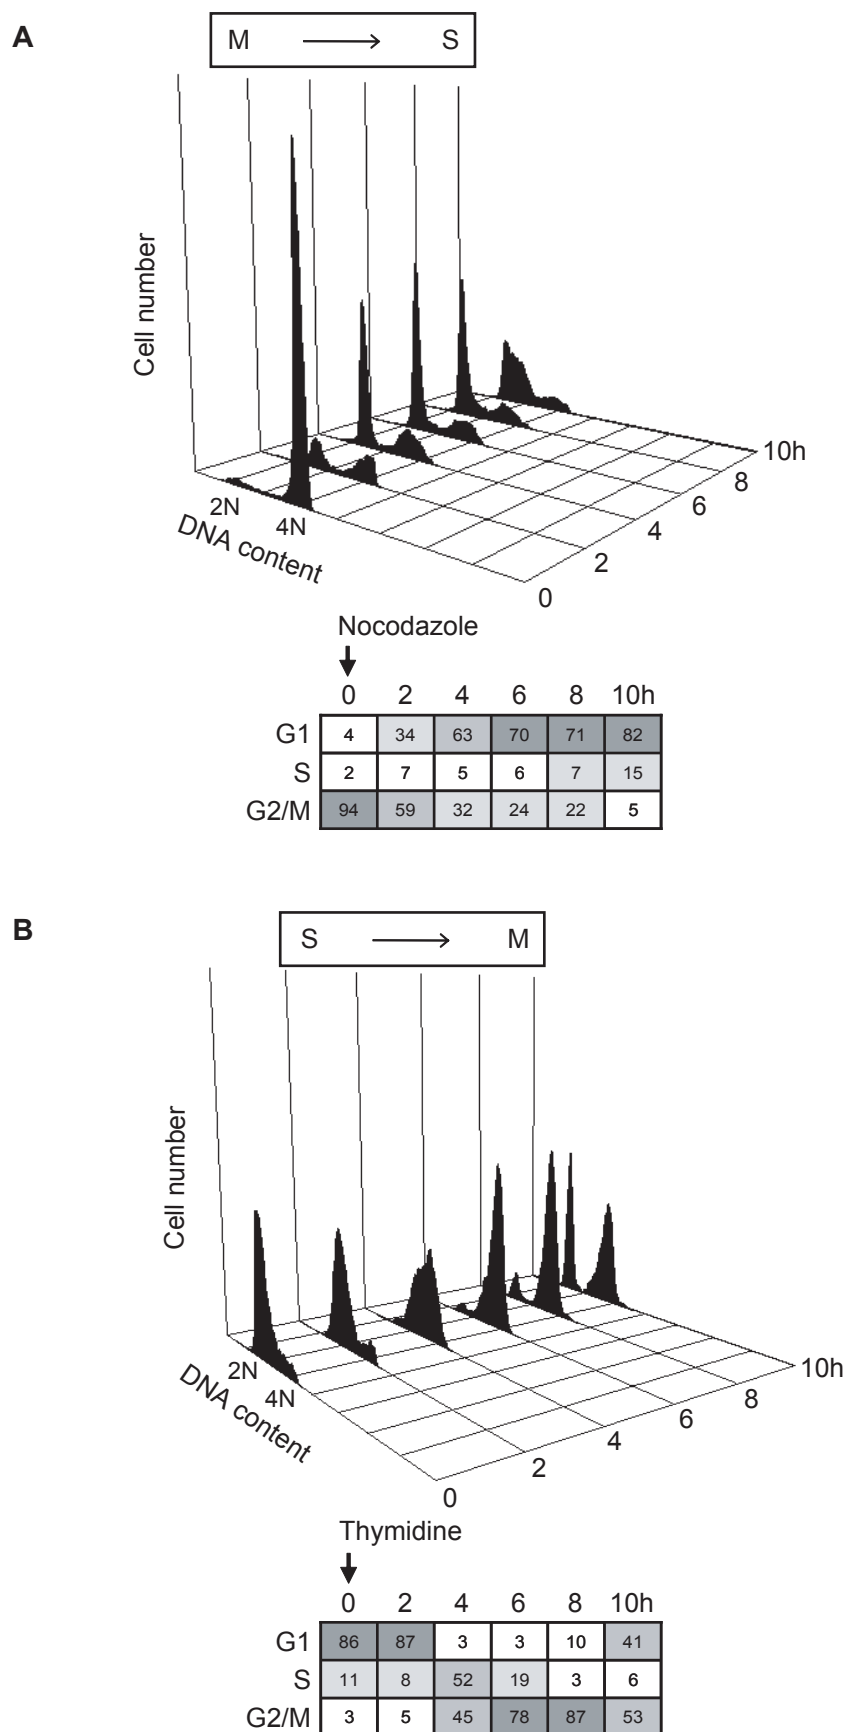 A
M → S
Cell number
2N
4N
DNA content
0
2
4
6
8
10h
Nocodazole
0 2 4 6 8 10h
G1 4 34 63 70 71 82
S 2 7 5 6 7 15
G2/M 94 59 32 24 22 5
B
S → M
Cell number
2N
4N
DNA content
0
2
4
6
8
10h
Thymidine
0 2 4 6 8 10h
G1 86 87 3 3 10 41
S 11 8 52 19 3 6
G2/M 3 5 45 78 87 53